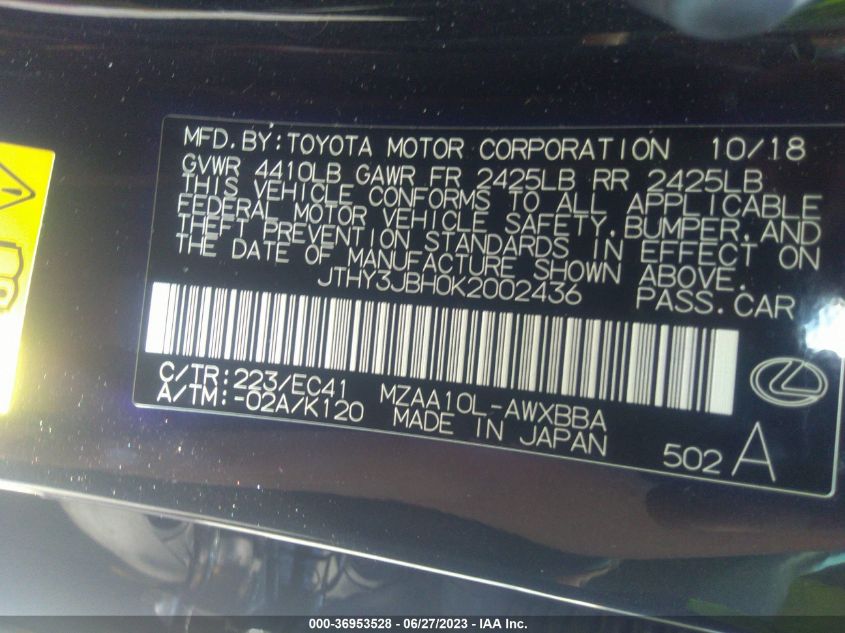 MFD.BY:TOYOTA MOTOR CORPORATION 10/18
GVWR 4410LB GAWR FR 2425LB RR 2425LB
THIS VEHICLE CONFORMS TO ALL APPLICABLE
FEDERAL MOTOR VEHICLE SAFETY,BUMPER,AND
THEFT PREVENTION STANDARDS IN EFFECT ON
THE DATE OF MANUFACTURE SHOWN ABOVE.
JTHY3JBH0K2002436 PASS.CAR
C/TR:223/EC41 MZAA10L-AWXBBA
A/TM:-02A/K120 MADE IN JAPAN
502 A
000-36953528 - 06/27/2023 - IAA Inc.